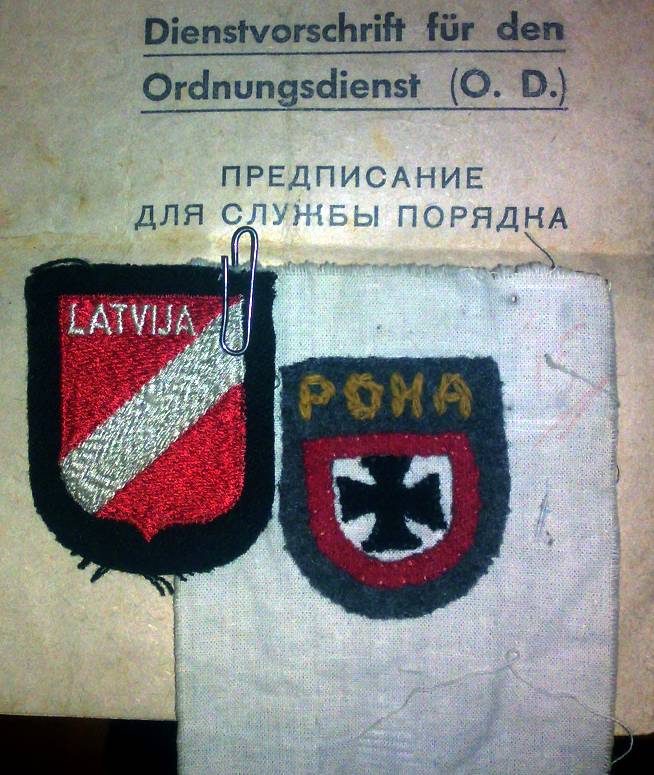 Dienstvorschrift für den
Ordnungsdienst (O. D.)
ПРЕДПИСАНИЕ
ДЛЯ СЛУЖБЫ ПОРЯДКА
LATVIJA
РОНА